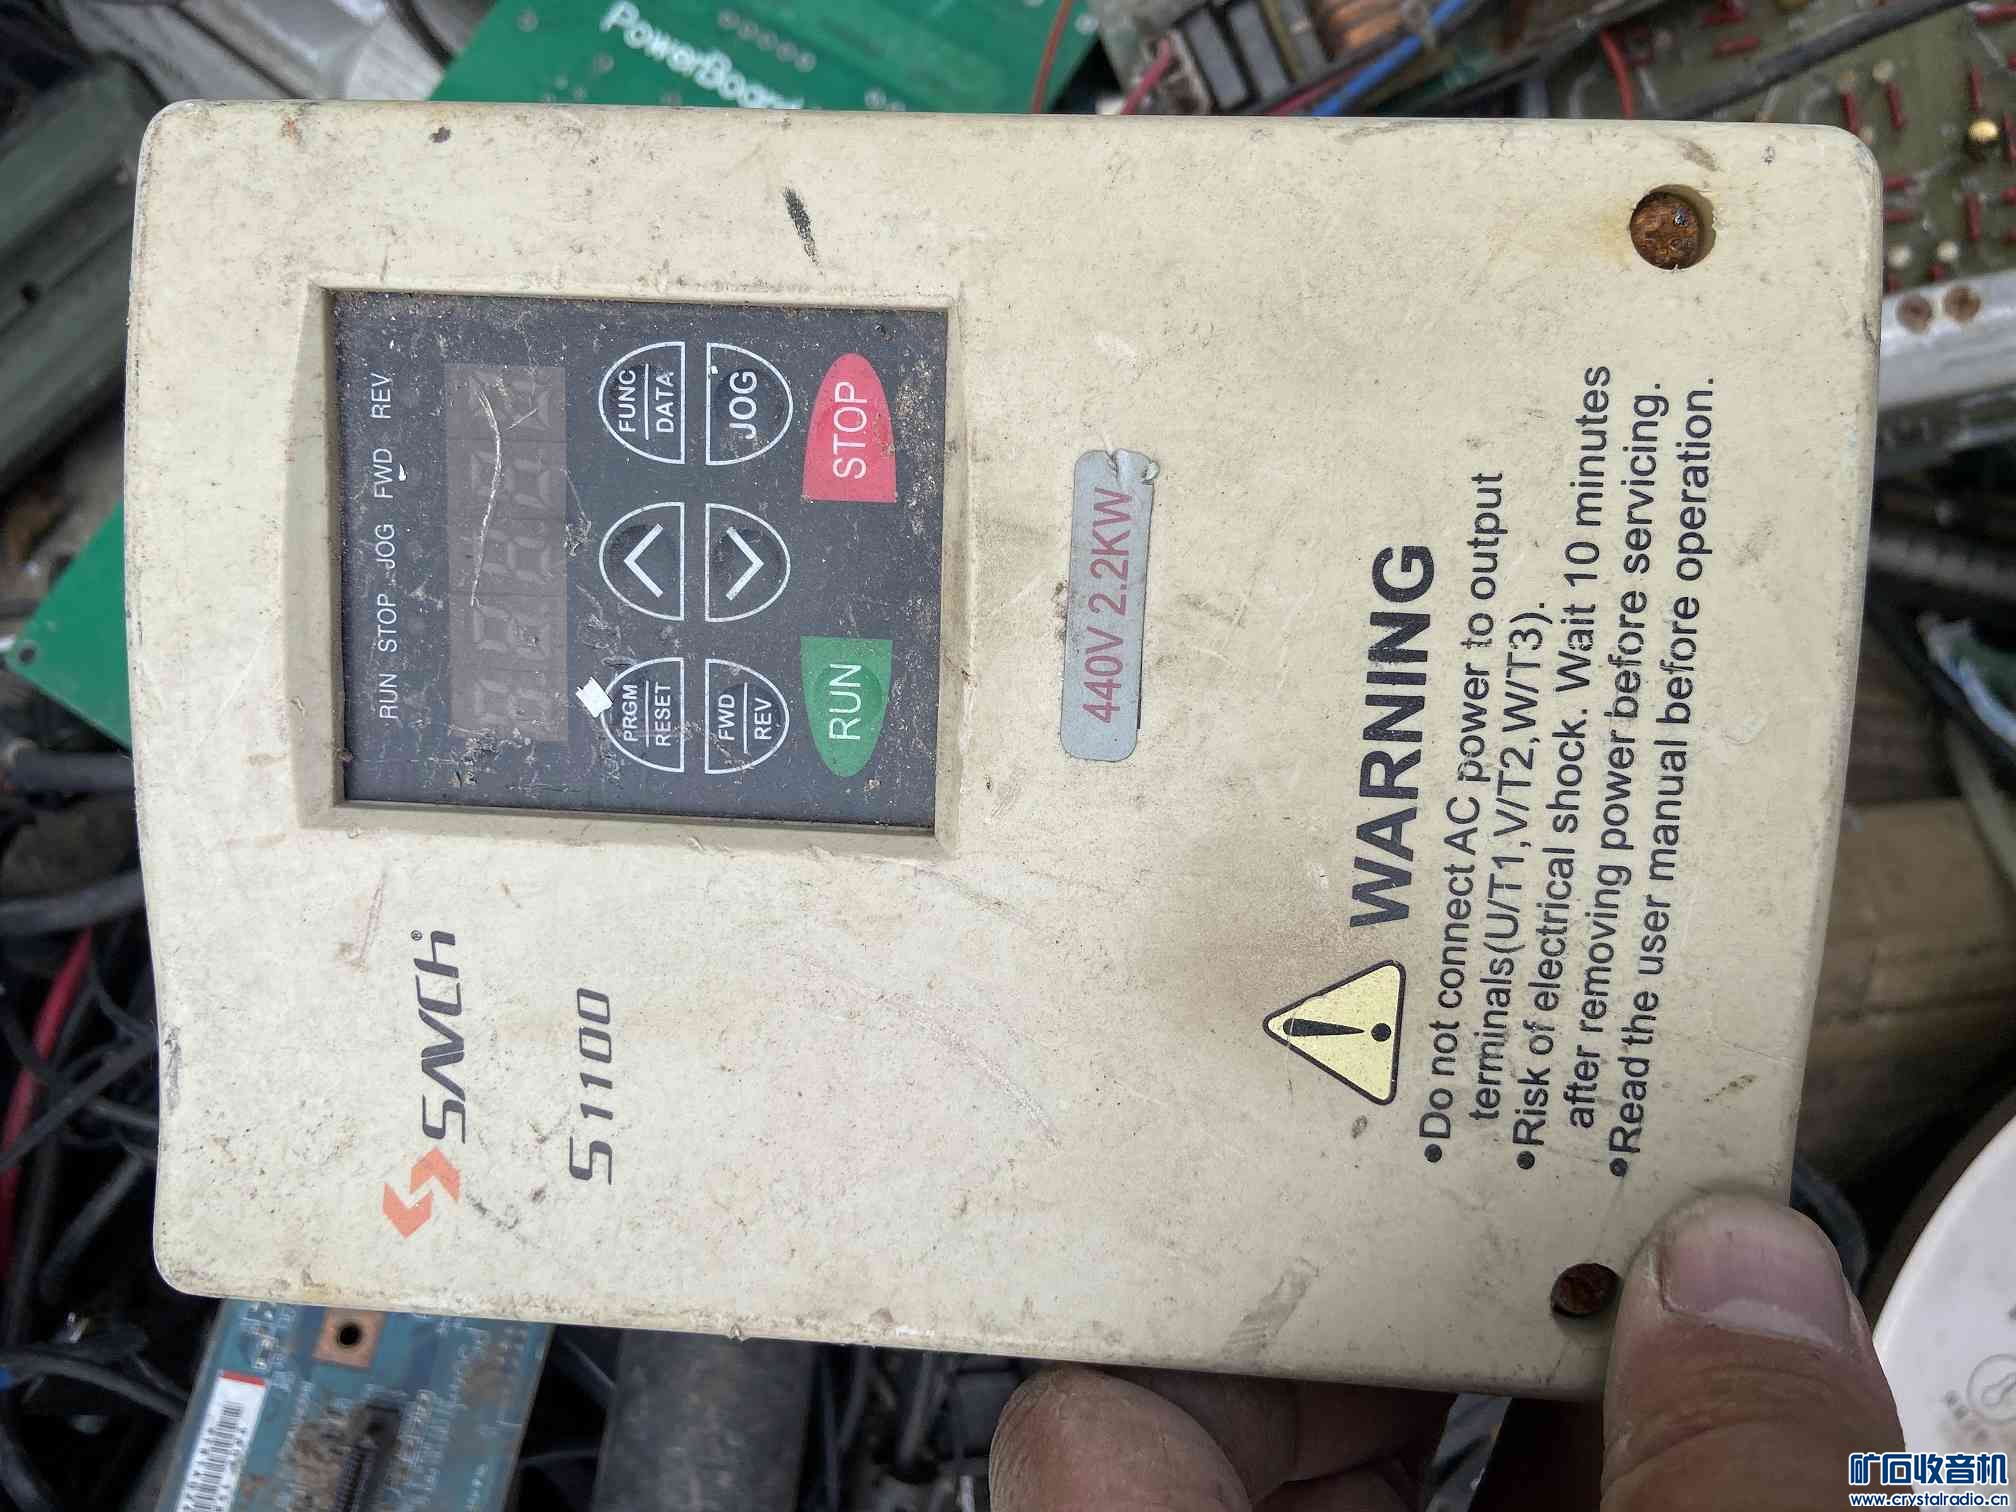 PowerBoard
SAVCH®
S1100
RUN STOP JOG FWD REV
PRGM
RESET
FUNC
DATA
FWD
REV
JOG
RUN
STOP
440V 2.2KW
WARNING
•Do not connect AC power to output
terminals(U/T1,V/T2,W/T3).
•Risk of electrical shock. Wait 10 minutes
after removing power before servicing.
•Read the user manual before operation.
矿石收音机
www.crystalradio.cn